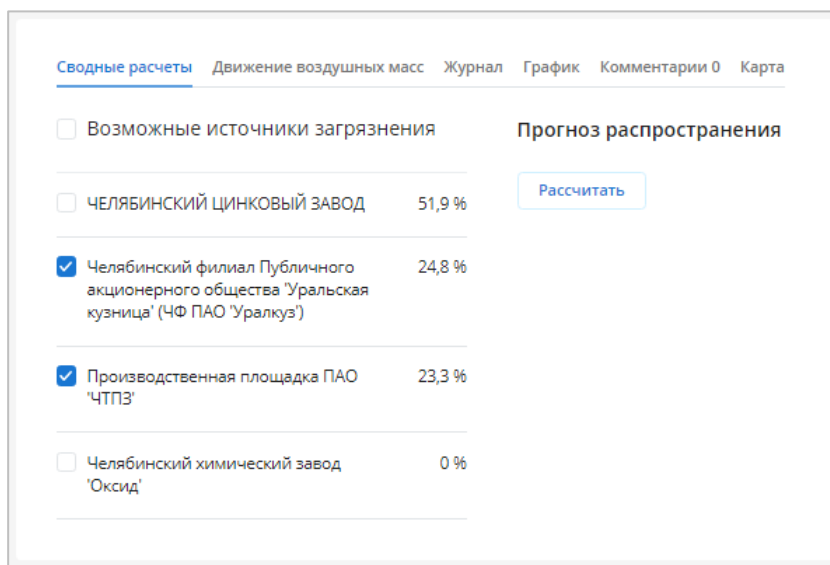 Сводные расчеты Движение воздушных масс Журнал График Комментарии 0 Карта
Возможные источники загрязнения
Прогноз распространения
Рассчитать
ЧЕЛЯБИНСКИЙ ЦИНКОВЫЙ ЗАВОД 51,9 %
Челябинский филиал Публичного 24,8 %
акционерного общества 'Уральская
кузница' (ЧФ ПАО 'Уралкуз')
Производственная площадка ПАО 23,3 %
'ЧТПЗ'
Челябинский химический завод 0 %
'Оксид'